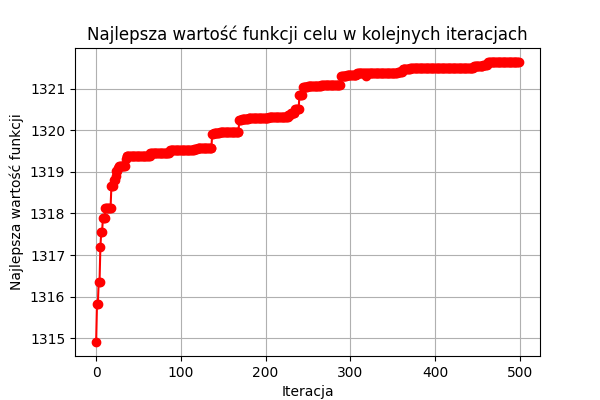 Najlepsza wartość funkcji celu w kolejnych iteracjach
Najlepsza wartość funkcji
1321
1320
1319
1318
1317
1316
1315
0 100 200 300 400 500
Iteracja